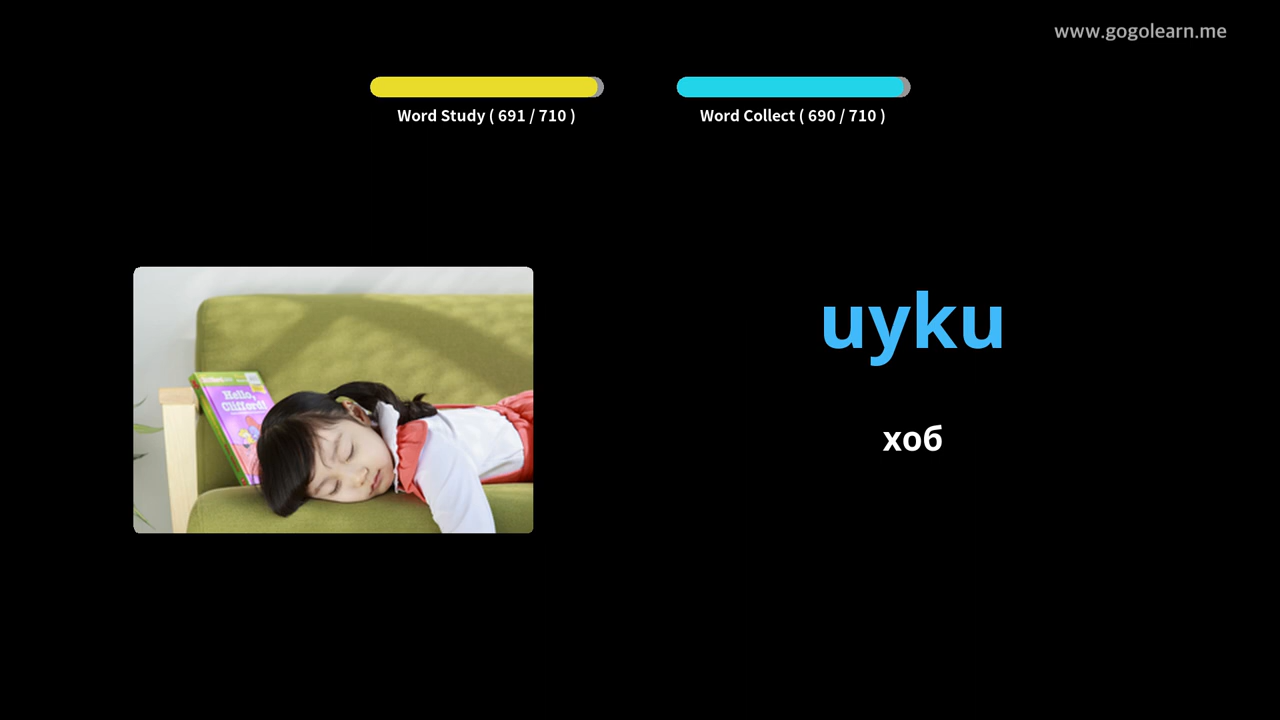 www.gogolearn.me
Word Study ( 691 / 710 )
Word Collect ( 690 / 710 )
Hello,
Clifford!
uyku
хоб